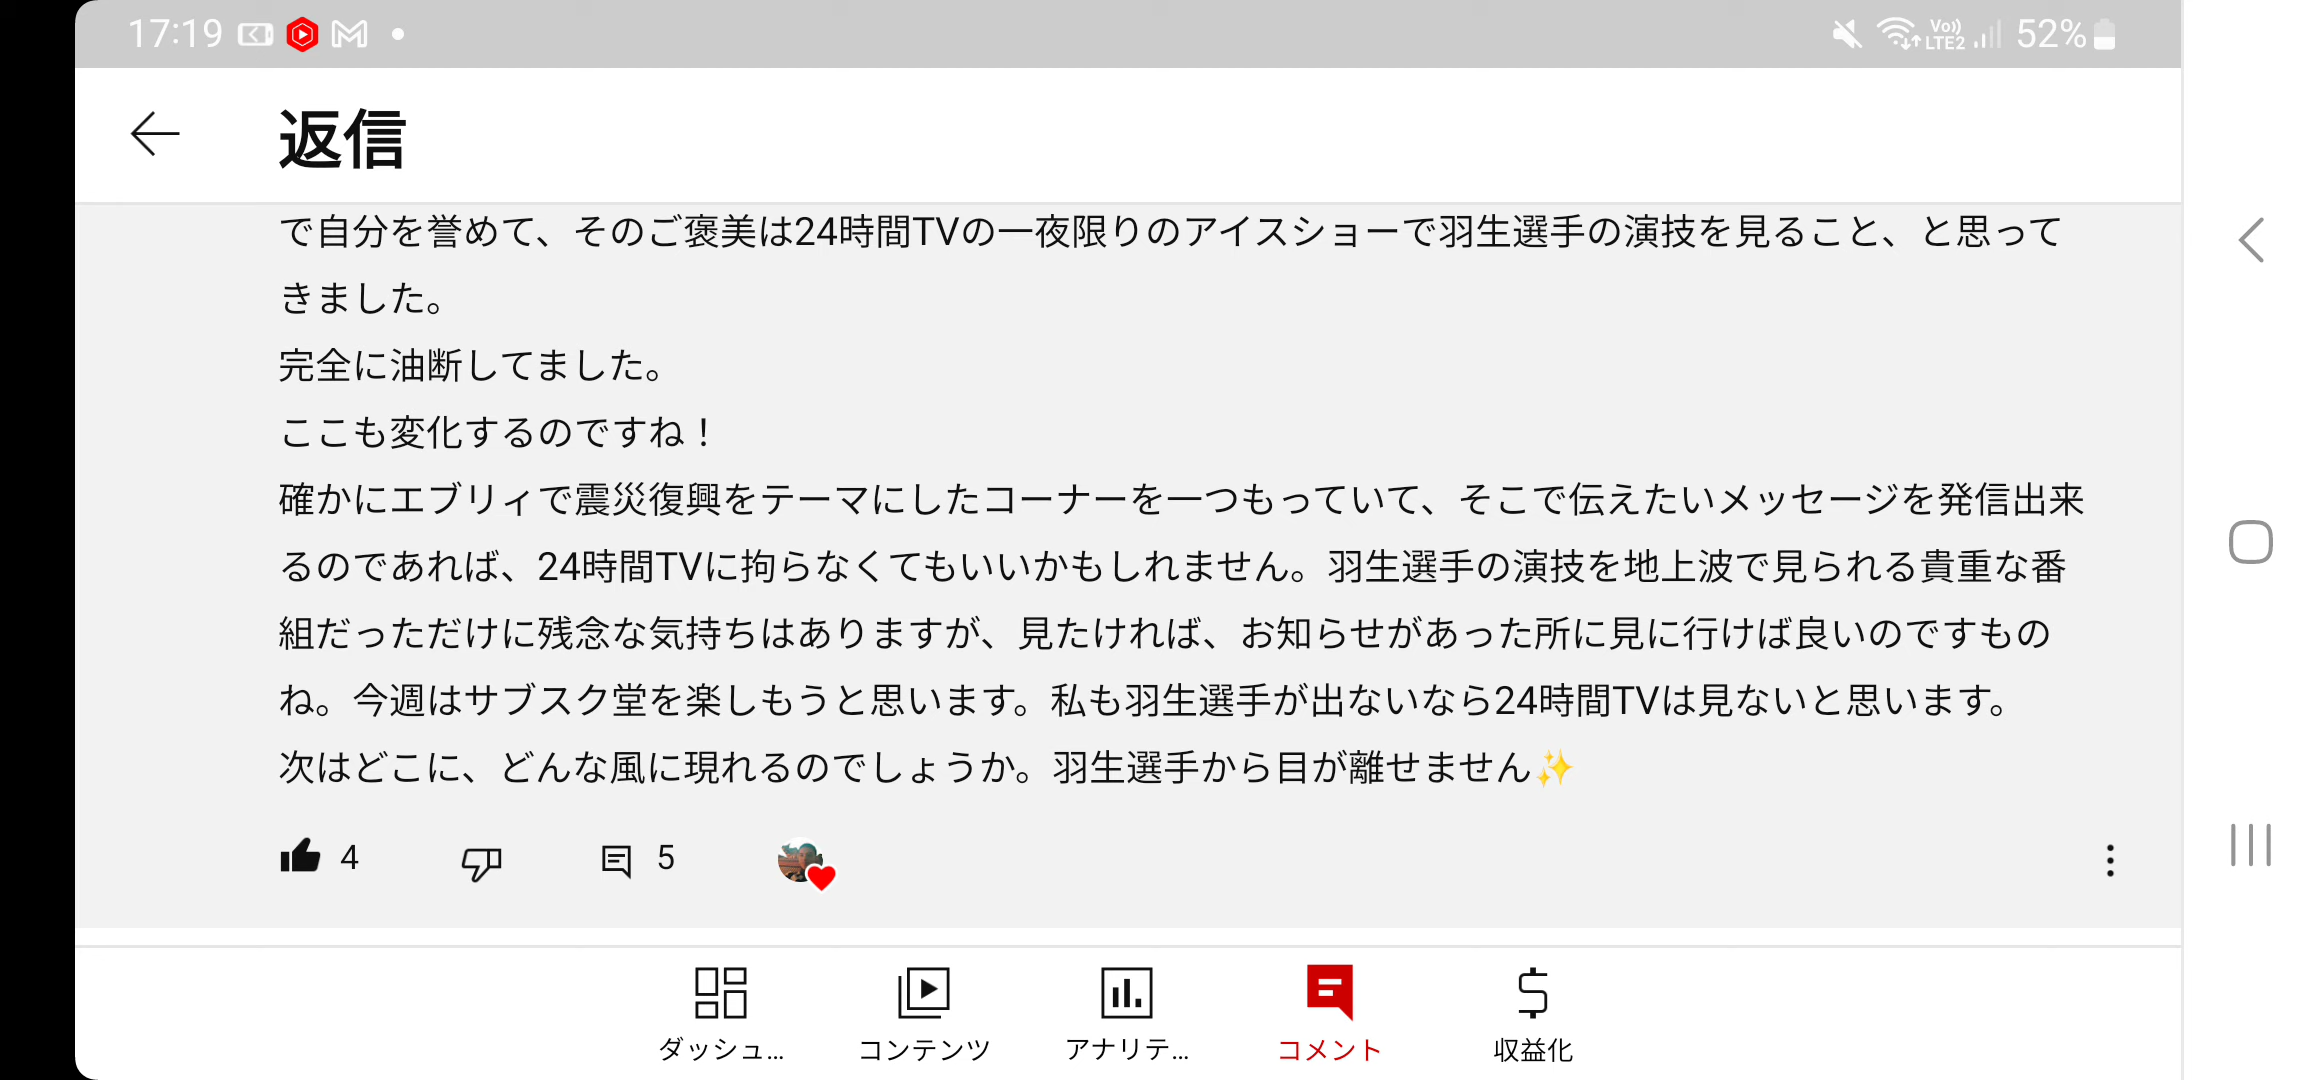 17:19
Vo))
LTE2
52%
返信
で自分を誉めて、そのご褒美は24時間TVの一夜限りのアイスショーで羽生選手の演技を見ること、と思って
きました。
完全に油断してました。
ここも変化するのですね！
確かにエブリィで震災復興をテーマにしたコーナーを一つもっていて、そこで伝えたいメッセージを発信出来
るのであれば、24時間TVに拘らなくてもいいかもしれません。羽生選手の演技を地上波で見られる貴重な番
組だっただけに残念な気持ちはありますが、見たければ、お知らせがあった所に見に行けば良いのですもの
ね。今週はサブスク堂を楽しもうと思います。私も羽生選手が出ないなら24時間TVは見ないと思います。
次はどこに、どんな風に現れるのでしょうか。羽生選手から目が離せません✨
4
5
ダッシュ...
コンテンツ
アナリテ...
コメント
収益化